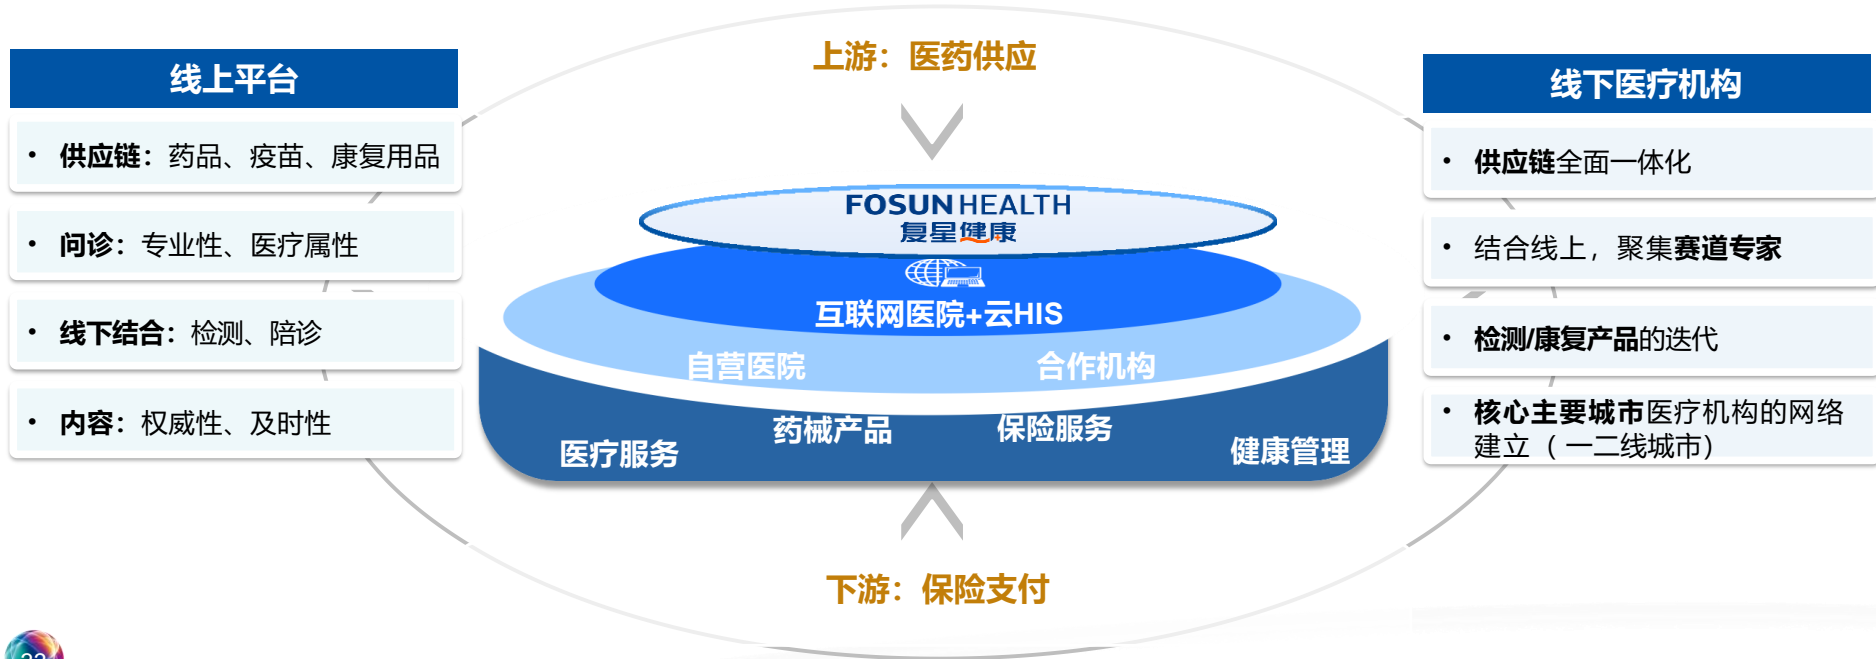 上游：医药供应
线上平台
• 供应链：药品、疫苗、康复用品
• 问诊：专业性、医疗属性
• 线下结合：检测、陪诊
• 内容：权威性、及时性
FOSUN HEALTH
复星健康
互联网医院+云HIS
自营医院 合作机构
医疗服务 药械产品 保险服务 健康管理
线下医疗机构
• 供应链全面一体化
• 结合线上，聚集赛道专家
• 检测/康复产品的迭代
• 核心主要城市医疗机构的网络
建立（ 一二线城市）
下游：保险支付